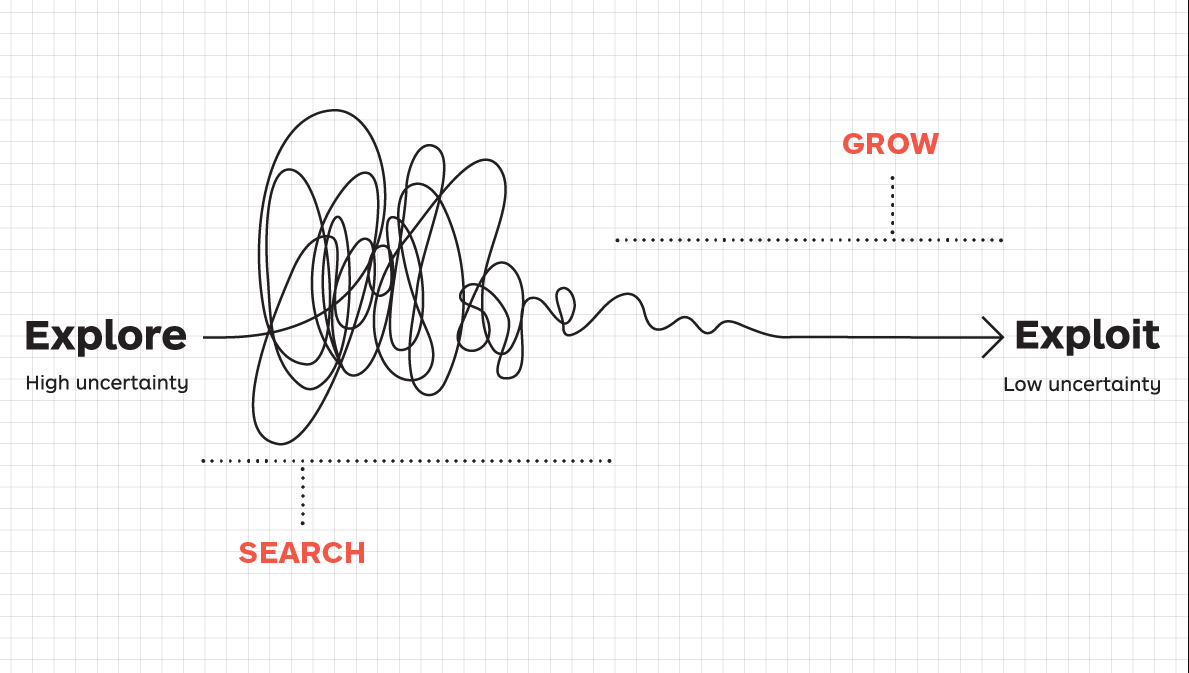 GROW
Explore
High uncertainty
Exploit
Low uncertainty
SEARCH